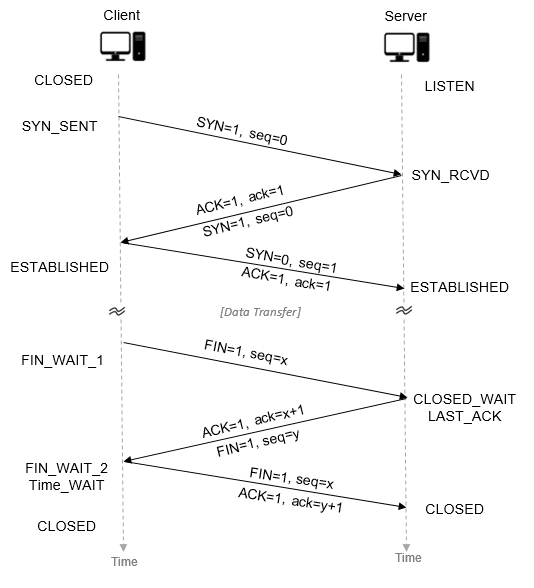 Client
Server
CLOSED
LISTEN
SYN_SENT
SYN=1, seq=0
SYN_RCVD
ACK=1, ack=1
SYN=1, seq=0
SYN=0, seq=1
ESTABLISHED
ACK=1, ack=1
ESTABLISHED
[Data Transfer]
FIN=1, seq=x
FIN_WAIT_1
CLOSED_WAIT
LAST_ACK
ACK=1, ack=x+1
FIN=1, seq=y
FIN_WAIT_2
Time_WAIT
FIN=1, seq=x
ACK=1, ack=y+1
CLOSED
CLOSED
Time
Time